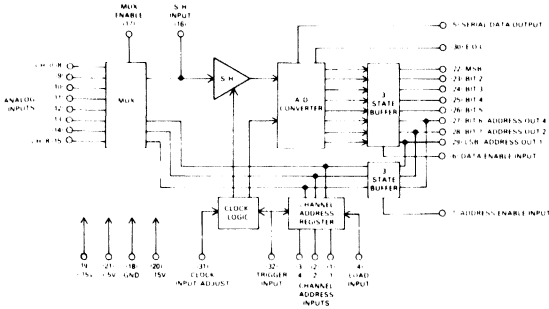 MUX ENABLE (17)
S H INPUT (16)
5 SERIAL DATA OUTPUT
30 E.O.C
S H
A D CONVERTER
3 STATE BUFFER
MUX
ANALOG INPUTS
CH 0 8
9
10
11
12
13
14
CH 8 15
22 MSB
23 BIT 2
24 BIT 3
25 BIT 4
26 BIT 5
27 BIT 6 ADDRESS OUT 4
28 BIT 7 ADDRESS OUT 2
29 LSB ADDRESS OUT 1
6 DATA ENABLE INPUT
3 STATE BUFFER
7 ADDRESS ENABLE INPUT
CLOCK LOGIC
CHANNEL ADDRESS REGISTER
19 15V
(21) 5V
(18) GND
(20) 15V
(31) CLOCK INPUT ADJUST
32 TRIGGER INPUT
3 4
(2 2
(1) 1
CHANNEL ADDRESS INPUTS
4) LOAD INPUT